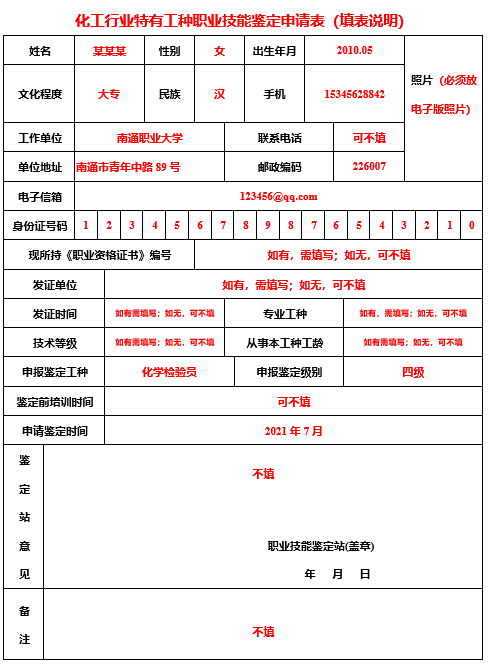 化工行业特有工种职业技能鉴定申请表（填表说明）
姓名 某某某 性别 女 出生年月 2010.05
照片（必须放
电子版照片）
文化程度 大专 民族 汉 手机 15345628842
工作单位 南通职业大学 联系电话 可不填
单位地址 南通市青年中路 89 号 邮政编码 226007
电子信箱 123456@qq.com
身份证号码 1 2 3 4 5 6 7 8 9 8 7 6 5 4 3 2 1 0
现所持《职业资格证书》编号 如有，需填写；如无，可不填
发证单位 如有，需填写；如无，可不填
发证时间 如有需填写；如无，可不填 专业工种 如有、需填写；如无，可不填
技术等级 如有需填写；如无，可不填 从事本工种工龄 如有需填写；如无，可不填
申报鉴定工种 化学检验员 申报鉴定级别 四级
鉴定前培训时间 可不填
申请鉴定时间 2021 年 7 月
鉴
定
站
意
见
不填
职业技能鉴定站(盖章)
年 月 日
备
注
不填